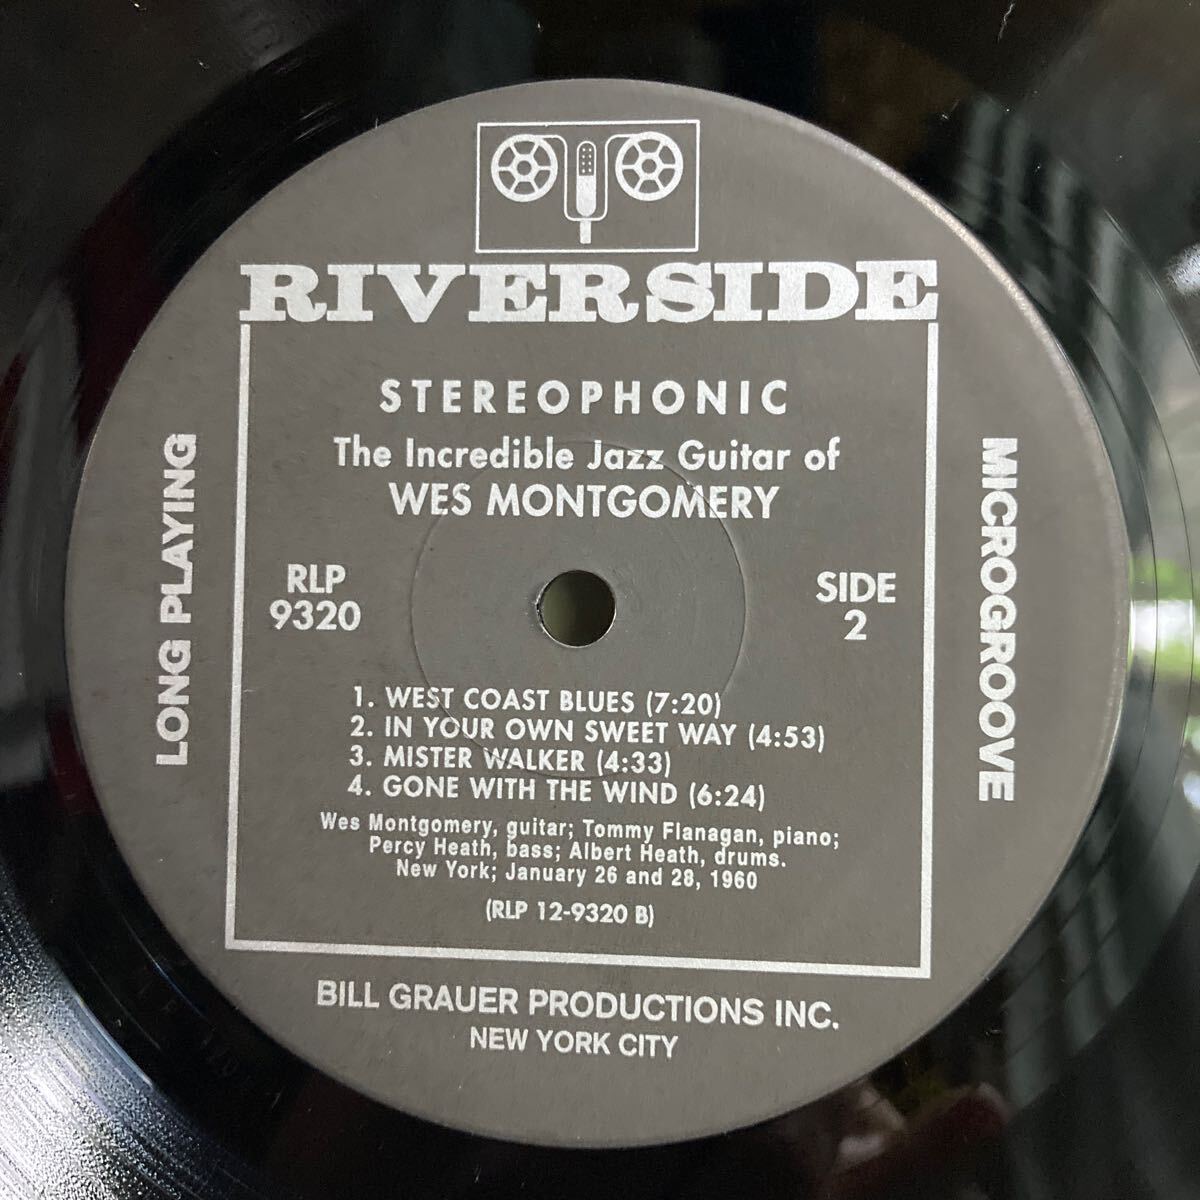 RIVERSIDE
STEREOPHONIC
The Incredible Jazz Guitar of
WES MONTGOMERY
RLP
9320
SIDE
2
LONG PLAYING
MICROGROOVE
1. WEST COAST BLUES (7:20)
2. IN YOUR OWN SWEET WAY (4:53)
3. MISTER WALKER (4:33)
4. GONE WITH THE WIND (6:24)
Wes Montgomery, guitar; Tommy Flanagan, piano;
Percy Heath, bass; Albert Heath, drums.
New York; January 26 and 28, 1960
(RLP 12-9320 B)
BILL GRAUER PRODUCTIONS INC.
NEW YORK CITY